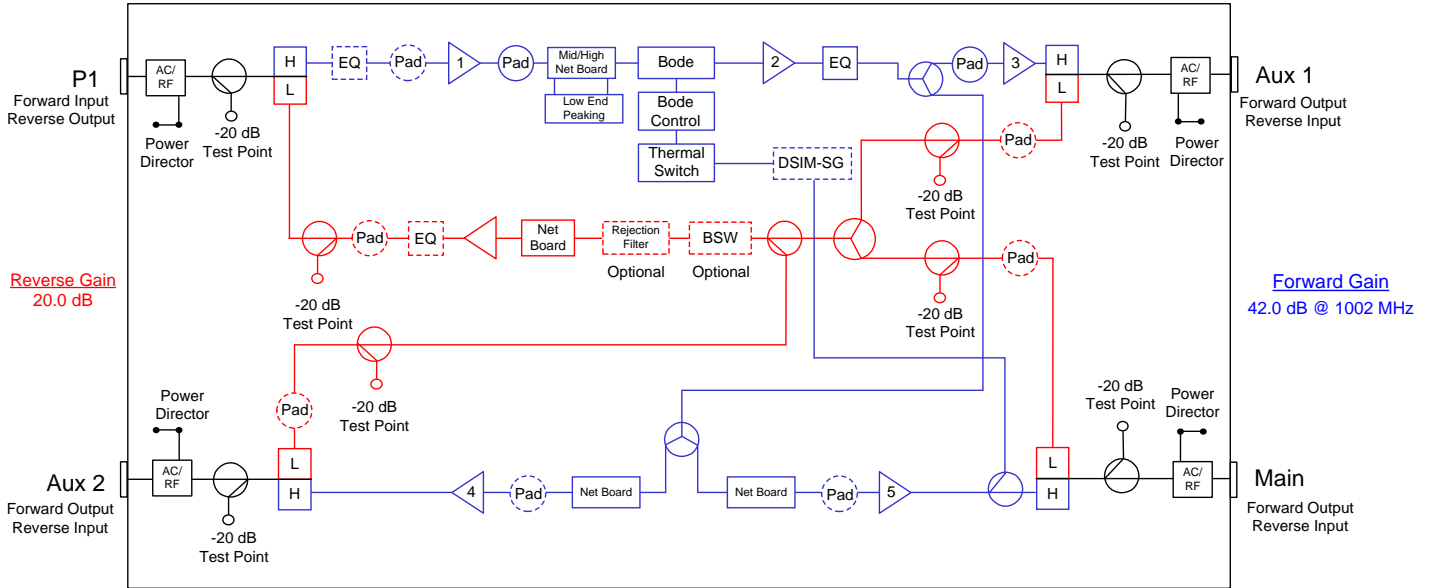 P1
Forward Input
Reverse Output
AC/
RF
Power
Director
-20 dB
Test Point
H
L
EQ
Pad
1
Pad
Mid/High
Net Board
Low End
Peaking
Bode
Bode
Control
Thermal
Switch
DSIM-SG
2
EQ
Pad
3
H
L
-20 dB
Test Point
AC/
RF
Power
Director
Aux 1
Forward Output
Reverse Input
Pad
-20 dB
Test Point
Reverse Gain
20.0 dB
-20 dB
Test Point
Pad
EQ
Net
Board
Rejection
Filter
Optional
BSW
Optional
-20 dB
Test Point
Pad
Forward Gain
42.0 dB @ 1002 MHz
-20 dB
Test Point
Pad
Power
Director
Aux 2
Forward Output
Reverse Input
AC/
RF
-20 dB
Test Point
L
H
4
Pad
Net Board
Net Board
Pad
5
L
H
-20 dB
Test Point
Power
Director
AC/
RF
Main
Forward Output
Reverse Input